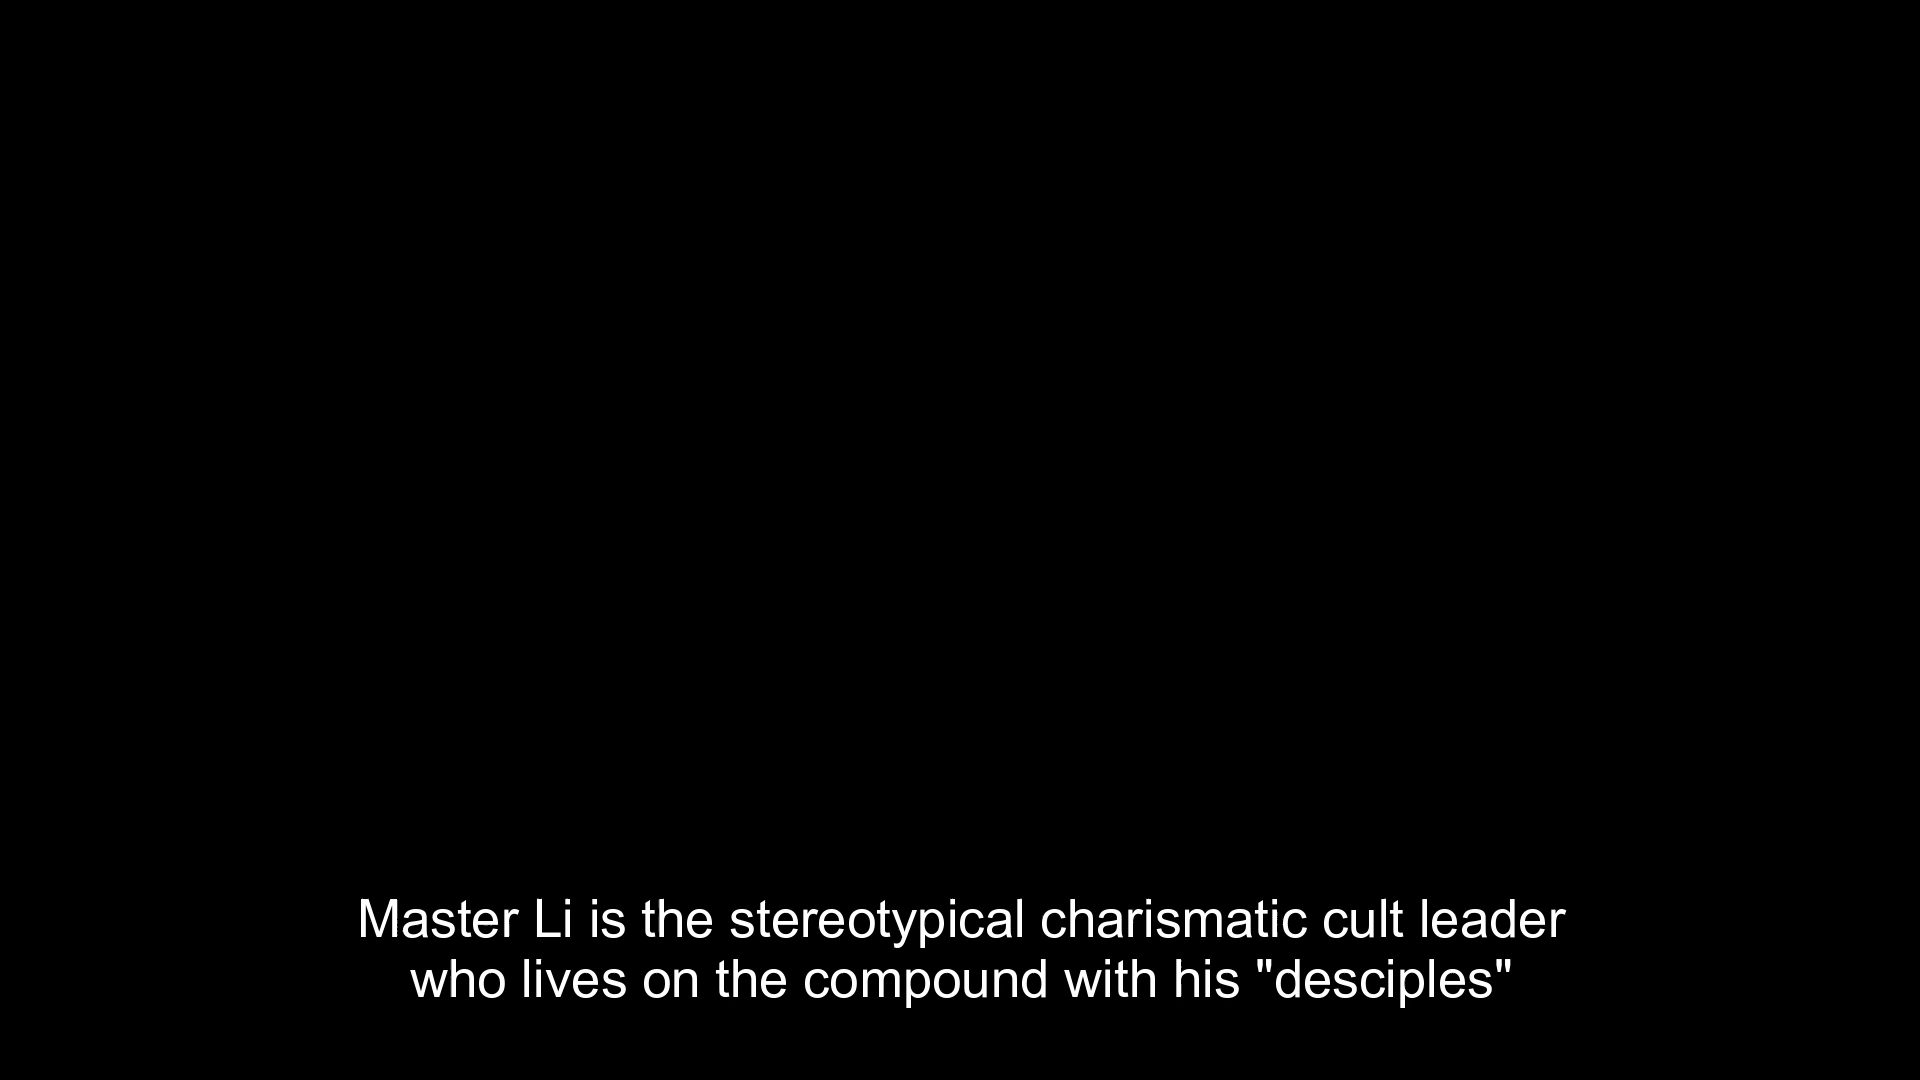 Master Li is the stereotypical charismatic cult leader
who lives on the compound with his "desciples"